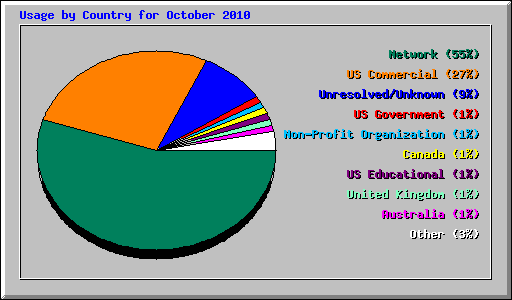 Usage by Country for October 2010
Network (55%)
US Commercial (27%)
Unresolved/Unknown (9%)
US Government (1%)
Non-Profit Organization (1%)
Canada (1%)
US Educational (1%)
United Kingdom (1%)
Australia (1%)
Other (3%)